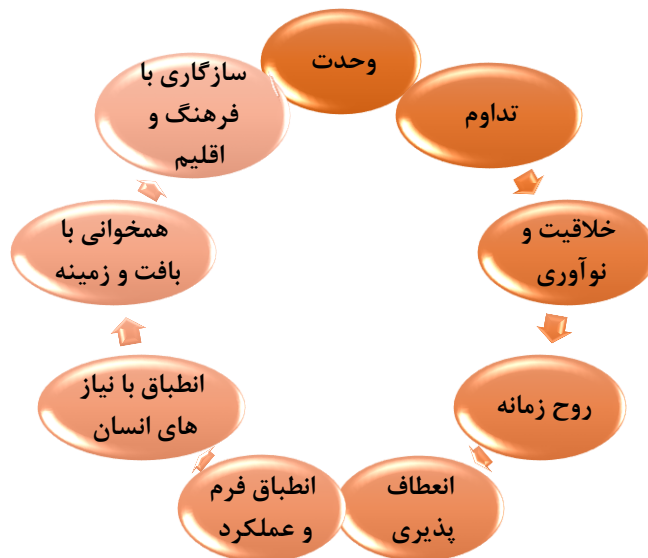 وحدت
تداوم
خلاقیت و
نوآوری
روح زمانه
انعطاف
پذیری
انطباق فرم
و عملکرد
انطباق با نیاز
های انسان
همخوانی با
بافت و زمینه
سازگاری با
فرهنگ و
اقلیم